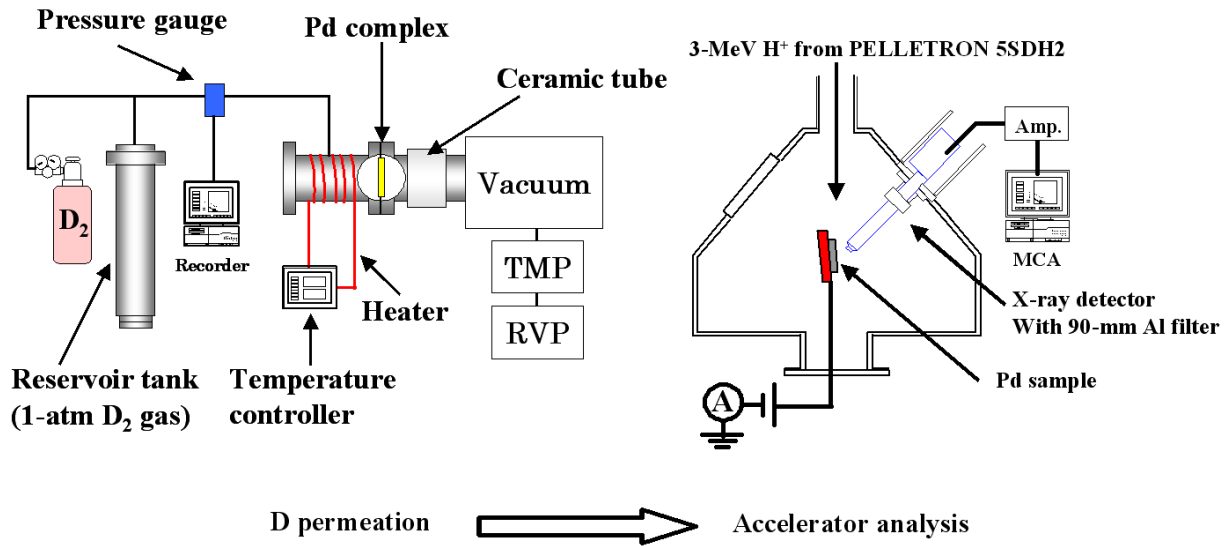 Pressure gauge
Pd complex
Ceramic tube
D₂
Recorder
Vacuum
TMP
RVP
Heater
Reservoir tank
(1-atm D₂ gas)
Temperature
controller
3-MeV H⁺ from PELLETRON 5SDH2
Amp.
MCA
X-ray detector
With 90-mm Al filter
Pd sample
A
D permeation
Accelerator analysis